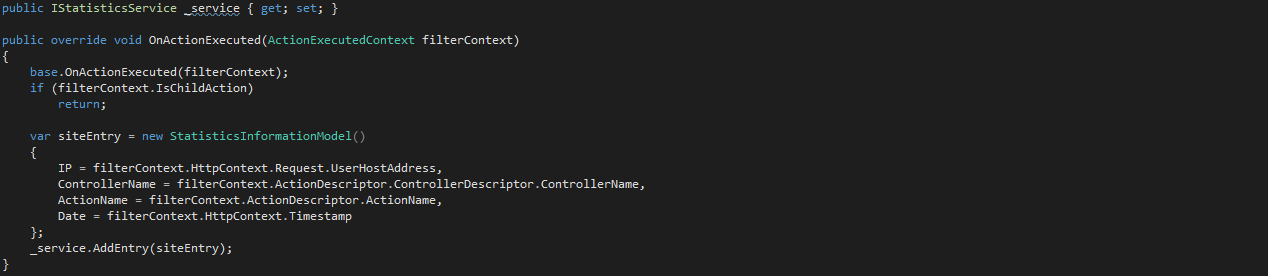 public IStatisticsService _service { get; set; }
public override void OnActionExecuted(ActionExecutedContext filterContext)
{
base.OnActionExecuted(filterContext);
if (filterContext.IsChildAction)
return;
var siteEntry = new StatisticsInformationModel()
{
IP = filterContext.HttpContext.Request.UserHostAddress,
ControllerName = filterContext.ActionDescriptor.ControllerDescriptor.ControllerName,
ActionName = filterContext.ActionDescriptor.ActionName,
Date = filterContext.HttpContext.Timestamp
};
_service.AddEntry(siteEntry);
}